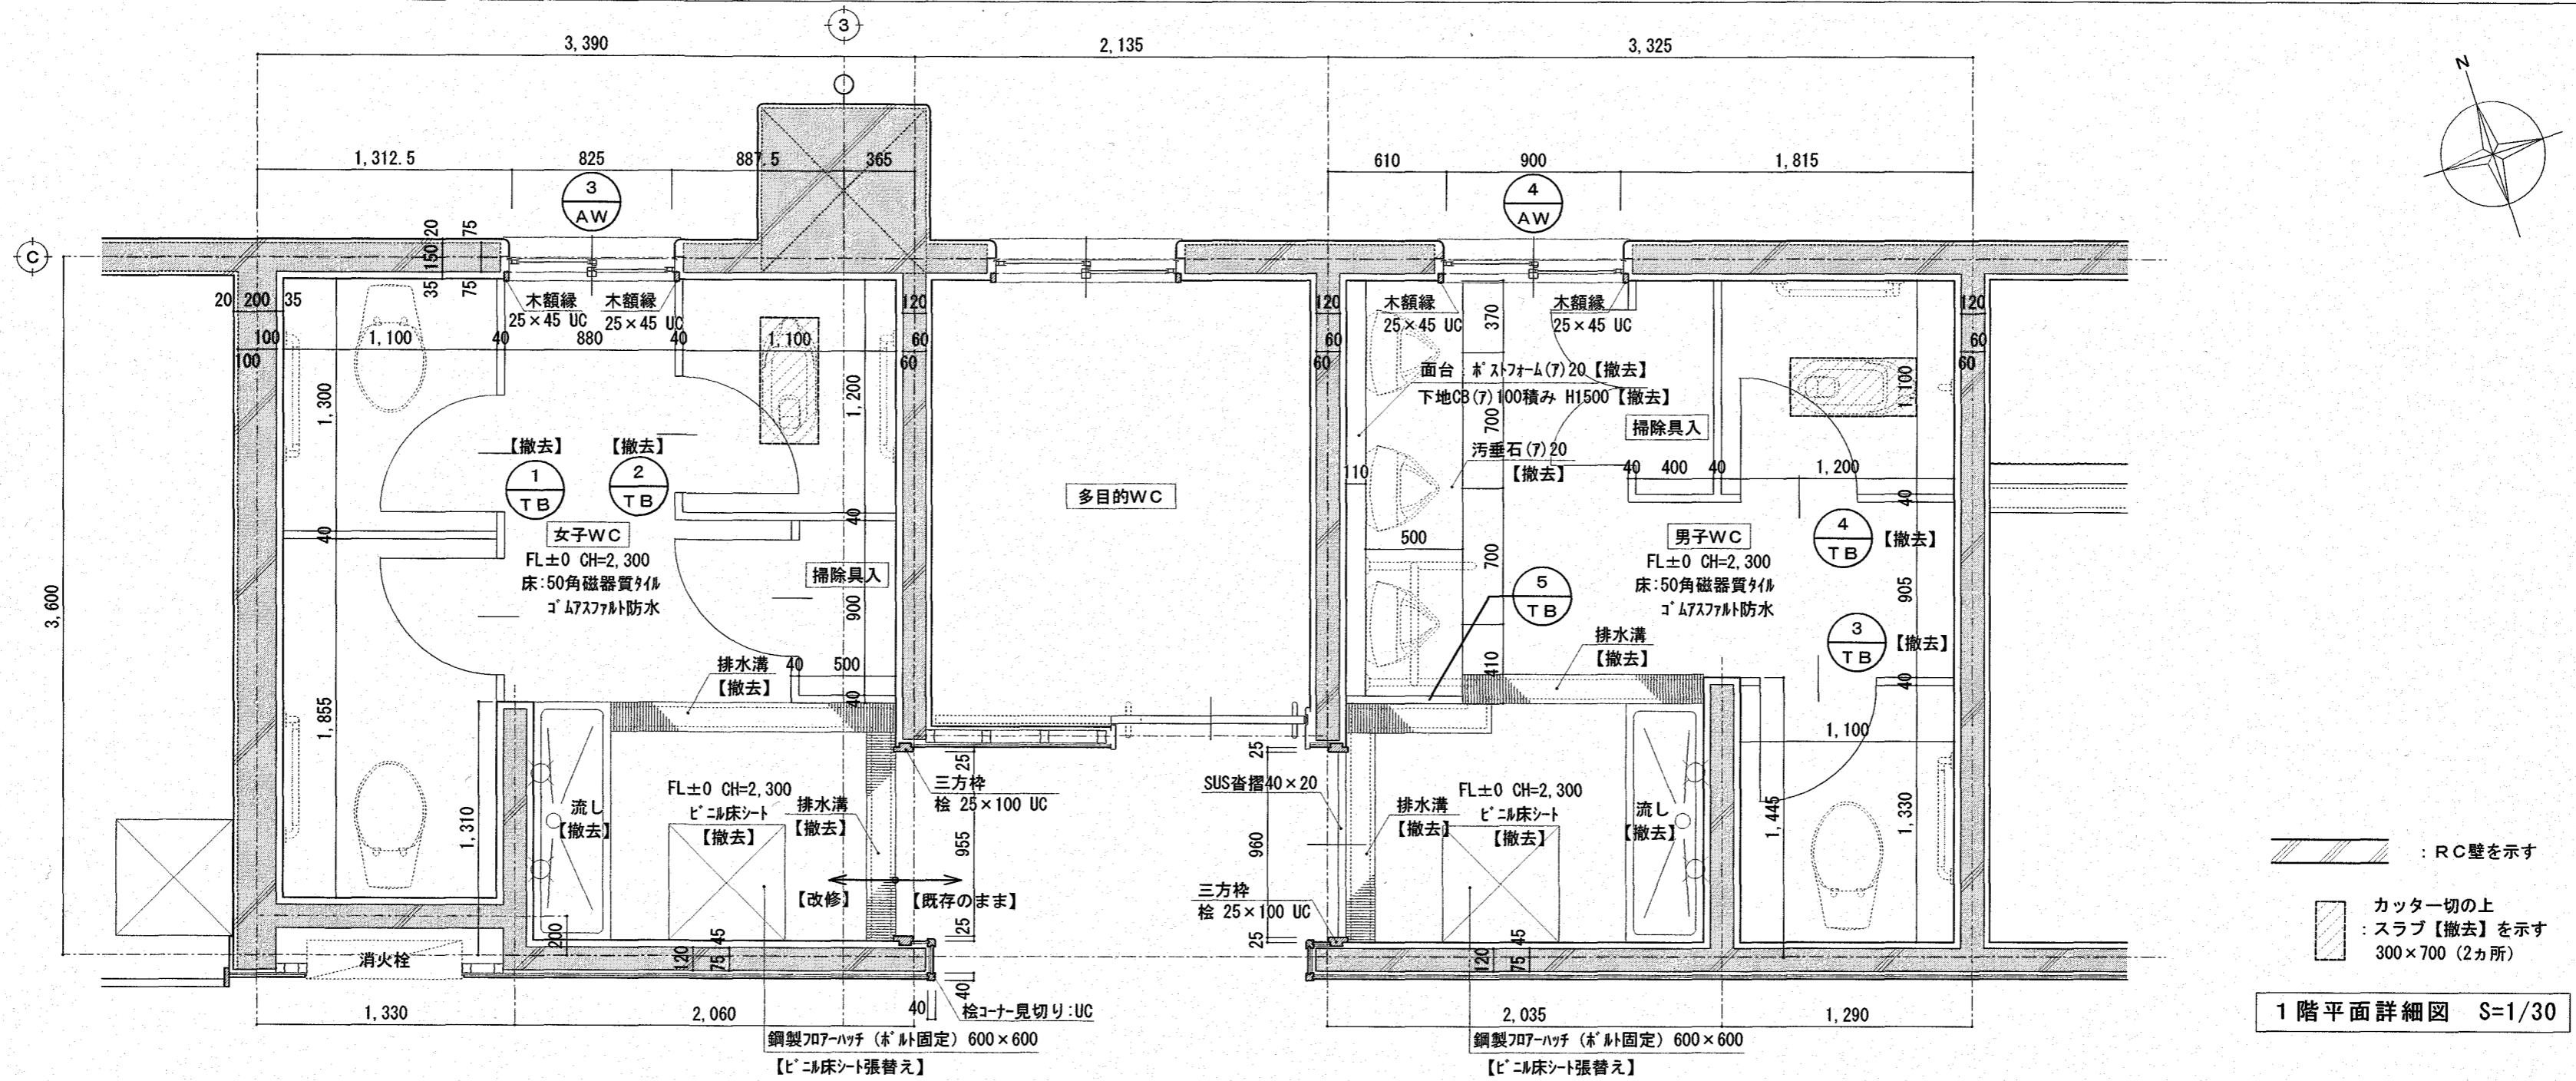 3
3,390
2,135
3,325
N
1,312.5
825
887.5
365
610
900
1,815
3
AW
4
AW
C
20
150
35
75
75
20
200
35
100
100
木額縁
25×45 UC
木額縁
25×45 UC
1,100
40
880
40
1,100
120
60
60
120
60
60
木額縁
25×45 UC
370
木額縁
25×45 UC
120
60
60
1,300
1,200
面台：ポストフォーム(ア)20【撤去】
下地CB(ア)100積み H1500【撤去】
700
掃除具入
1,100
【撤去】
【撤去】
1
TB
2
TB
汚垂石(ア)20
【撤去】
110
40
400
40
1,200
40
多目的WC
40
40
女子WC
FL±0 CH=2,300
床:50角磁器質タイル
ゴムアスファルト防水
掃除具入
900
500
700
5
TB
男子WC
FL±0 CH=2,300
床:50角磁器質タイル
ゴムアスファルト防水
4
TB
【撤去】
905
3
TB
【撤去】
3,600
排水溝
【撤去】
40
500
40
410
排水溝
【撤去】
40
1,855
1,310
1,100
25
三方枠
桧 25×100 UC
25
SUS沓摺40×20
流し
【撤去】
FL±0 CH=2,300
ビニル床シート
【撤去】
排水溝
【撤去】
955
960
排水溝
【撤去】
FL±0 CH=2,300
ビニル床シート
【撤去】
流し
【撤去】
1,445
1,330
：RC壁を示す
【改修】
【既存のまま】
三方枠
桧 25×100 UC
25
25
カッター切の上
：スラブ【撤去】を示す
300×700（2ヵ所）
200
消火栓
120
75
45
120
75
45
40
40
桧コーナー見切り:UC
1,330
2,060
2,035
1,290
鋼製フロアーハッチ（ボルト固定）600×600
【ビニル床シート張替え】
鋼製フロアーハッチ（ボルト固定）600×600
【ビニル床シート張替え】
1階平面詳細図 S=1/30